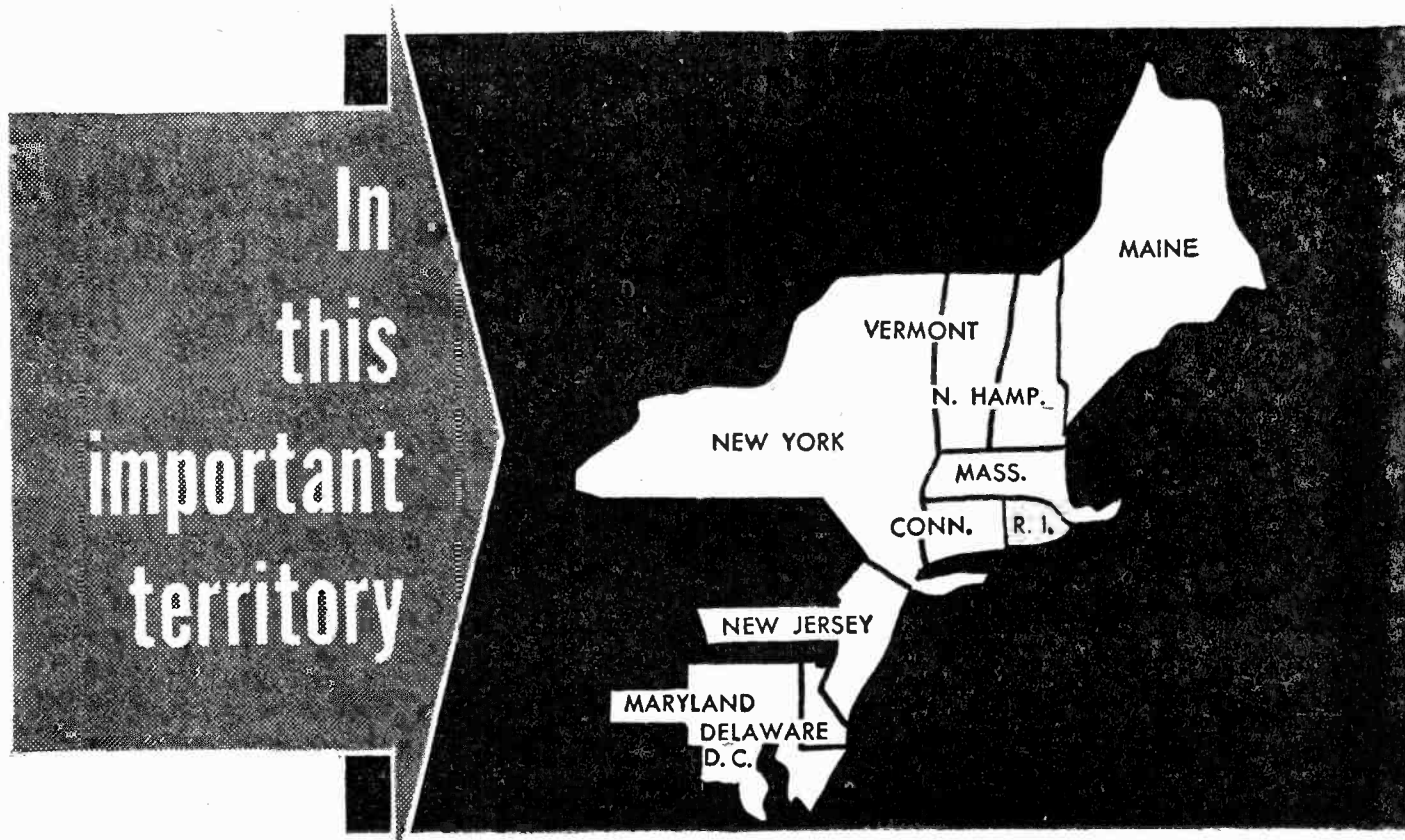 In
this
important
territory
MAINE
VERMONT
N. HAMP.
NEW YORK
MASS.
CONN.
R. I.
NEW JERSEY
MARYLAND
DELAWARE
D. C.